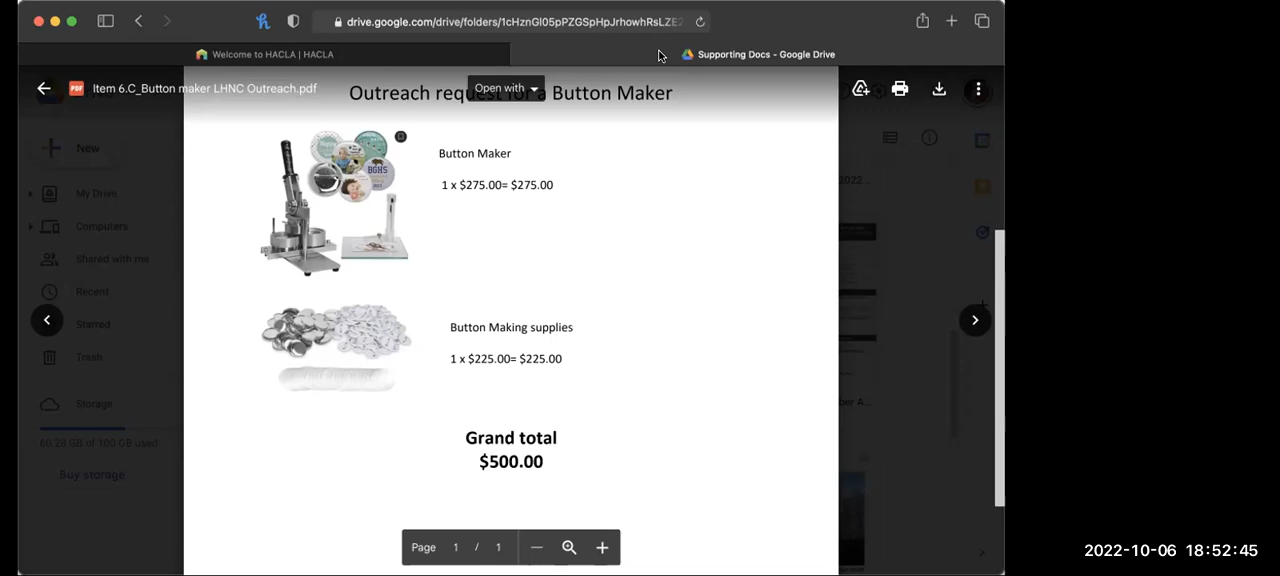 drive.google.com/drive/folders/1cHznGl05pPZGSpHpJrhowhRsLZE2
Welcome to HACLA | HACLA
Supporting Docs - Google Drive
Item 6.C_Button maker LHNC Outreach.pdf
Open with
Outreach request for a Button Maker
New
My Drive
Computers
Shared with me
Recent
Starred
Trash
Storage
60.28 GB of 100 GB used
Buy storage
2022...
BGHS
Button Maker
1 x $275.00= $275.00
Button Making supplies
1 x $225.00= $225.00
Grand total
$500.00
Page 1 / 1
2022-10-06 18:52:45